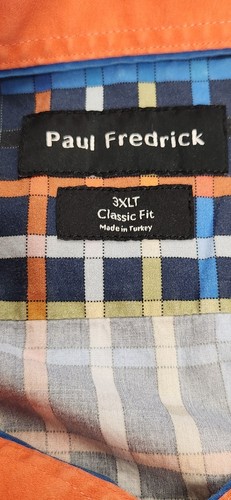 Paul Fredrick
3XLT
Classic Fit
Made in Turkey